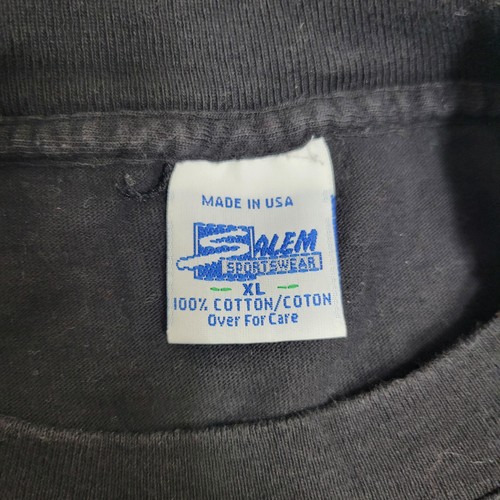 MADE IN USA
SALEM
SPORTSWEAR
XL
100% COTTON/COTON
Over For Care